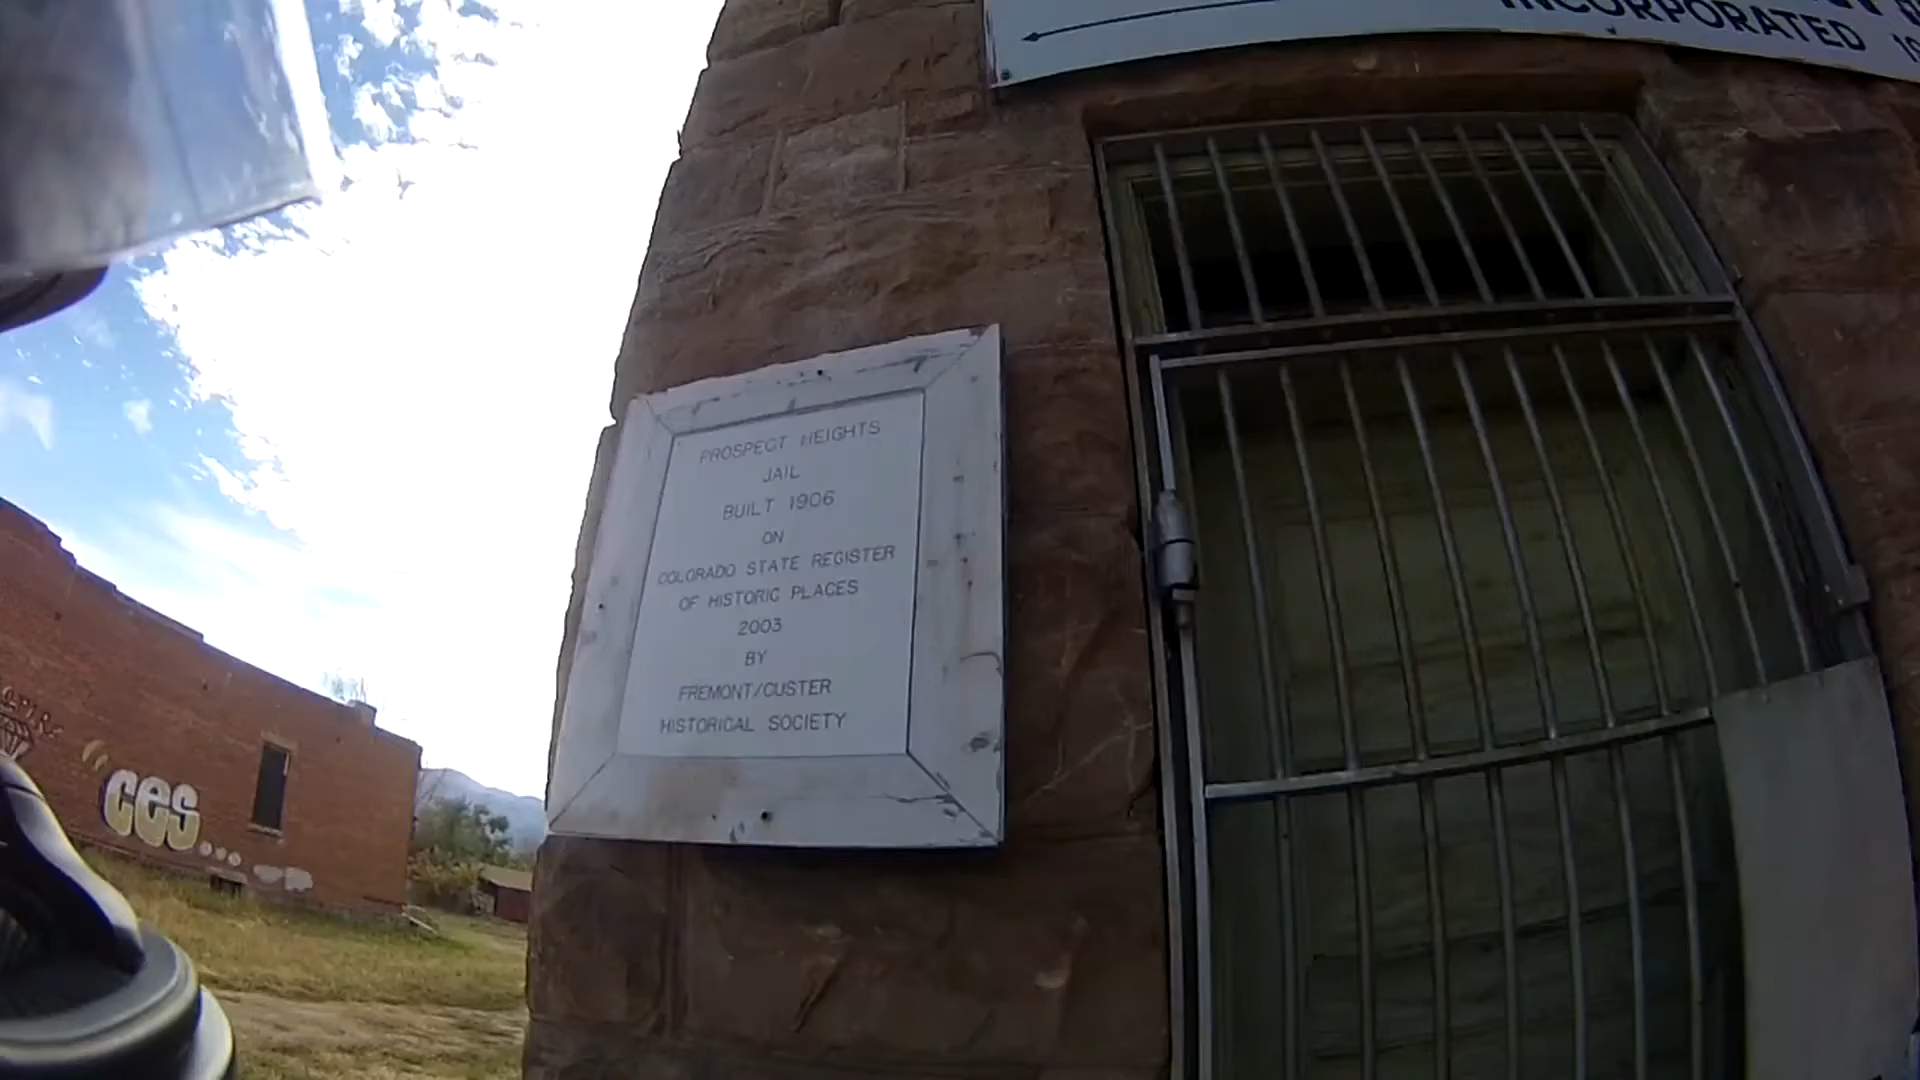 INCORPORATED
PROSPECT HEIGHTS
JAIL
BUILT 1906
ON
COLORADO STATE REGISTER
OF HISTORIC PLACES
2003
BY
FREMONT/CUSTER
HISTORICAL SOCIETY
ces...